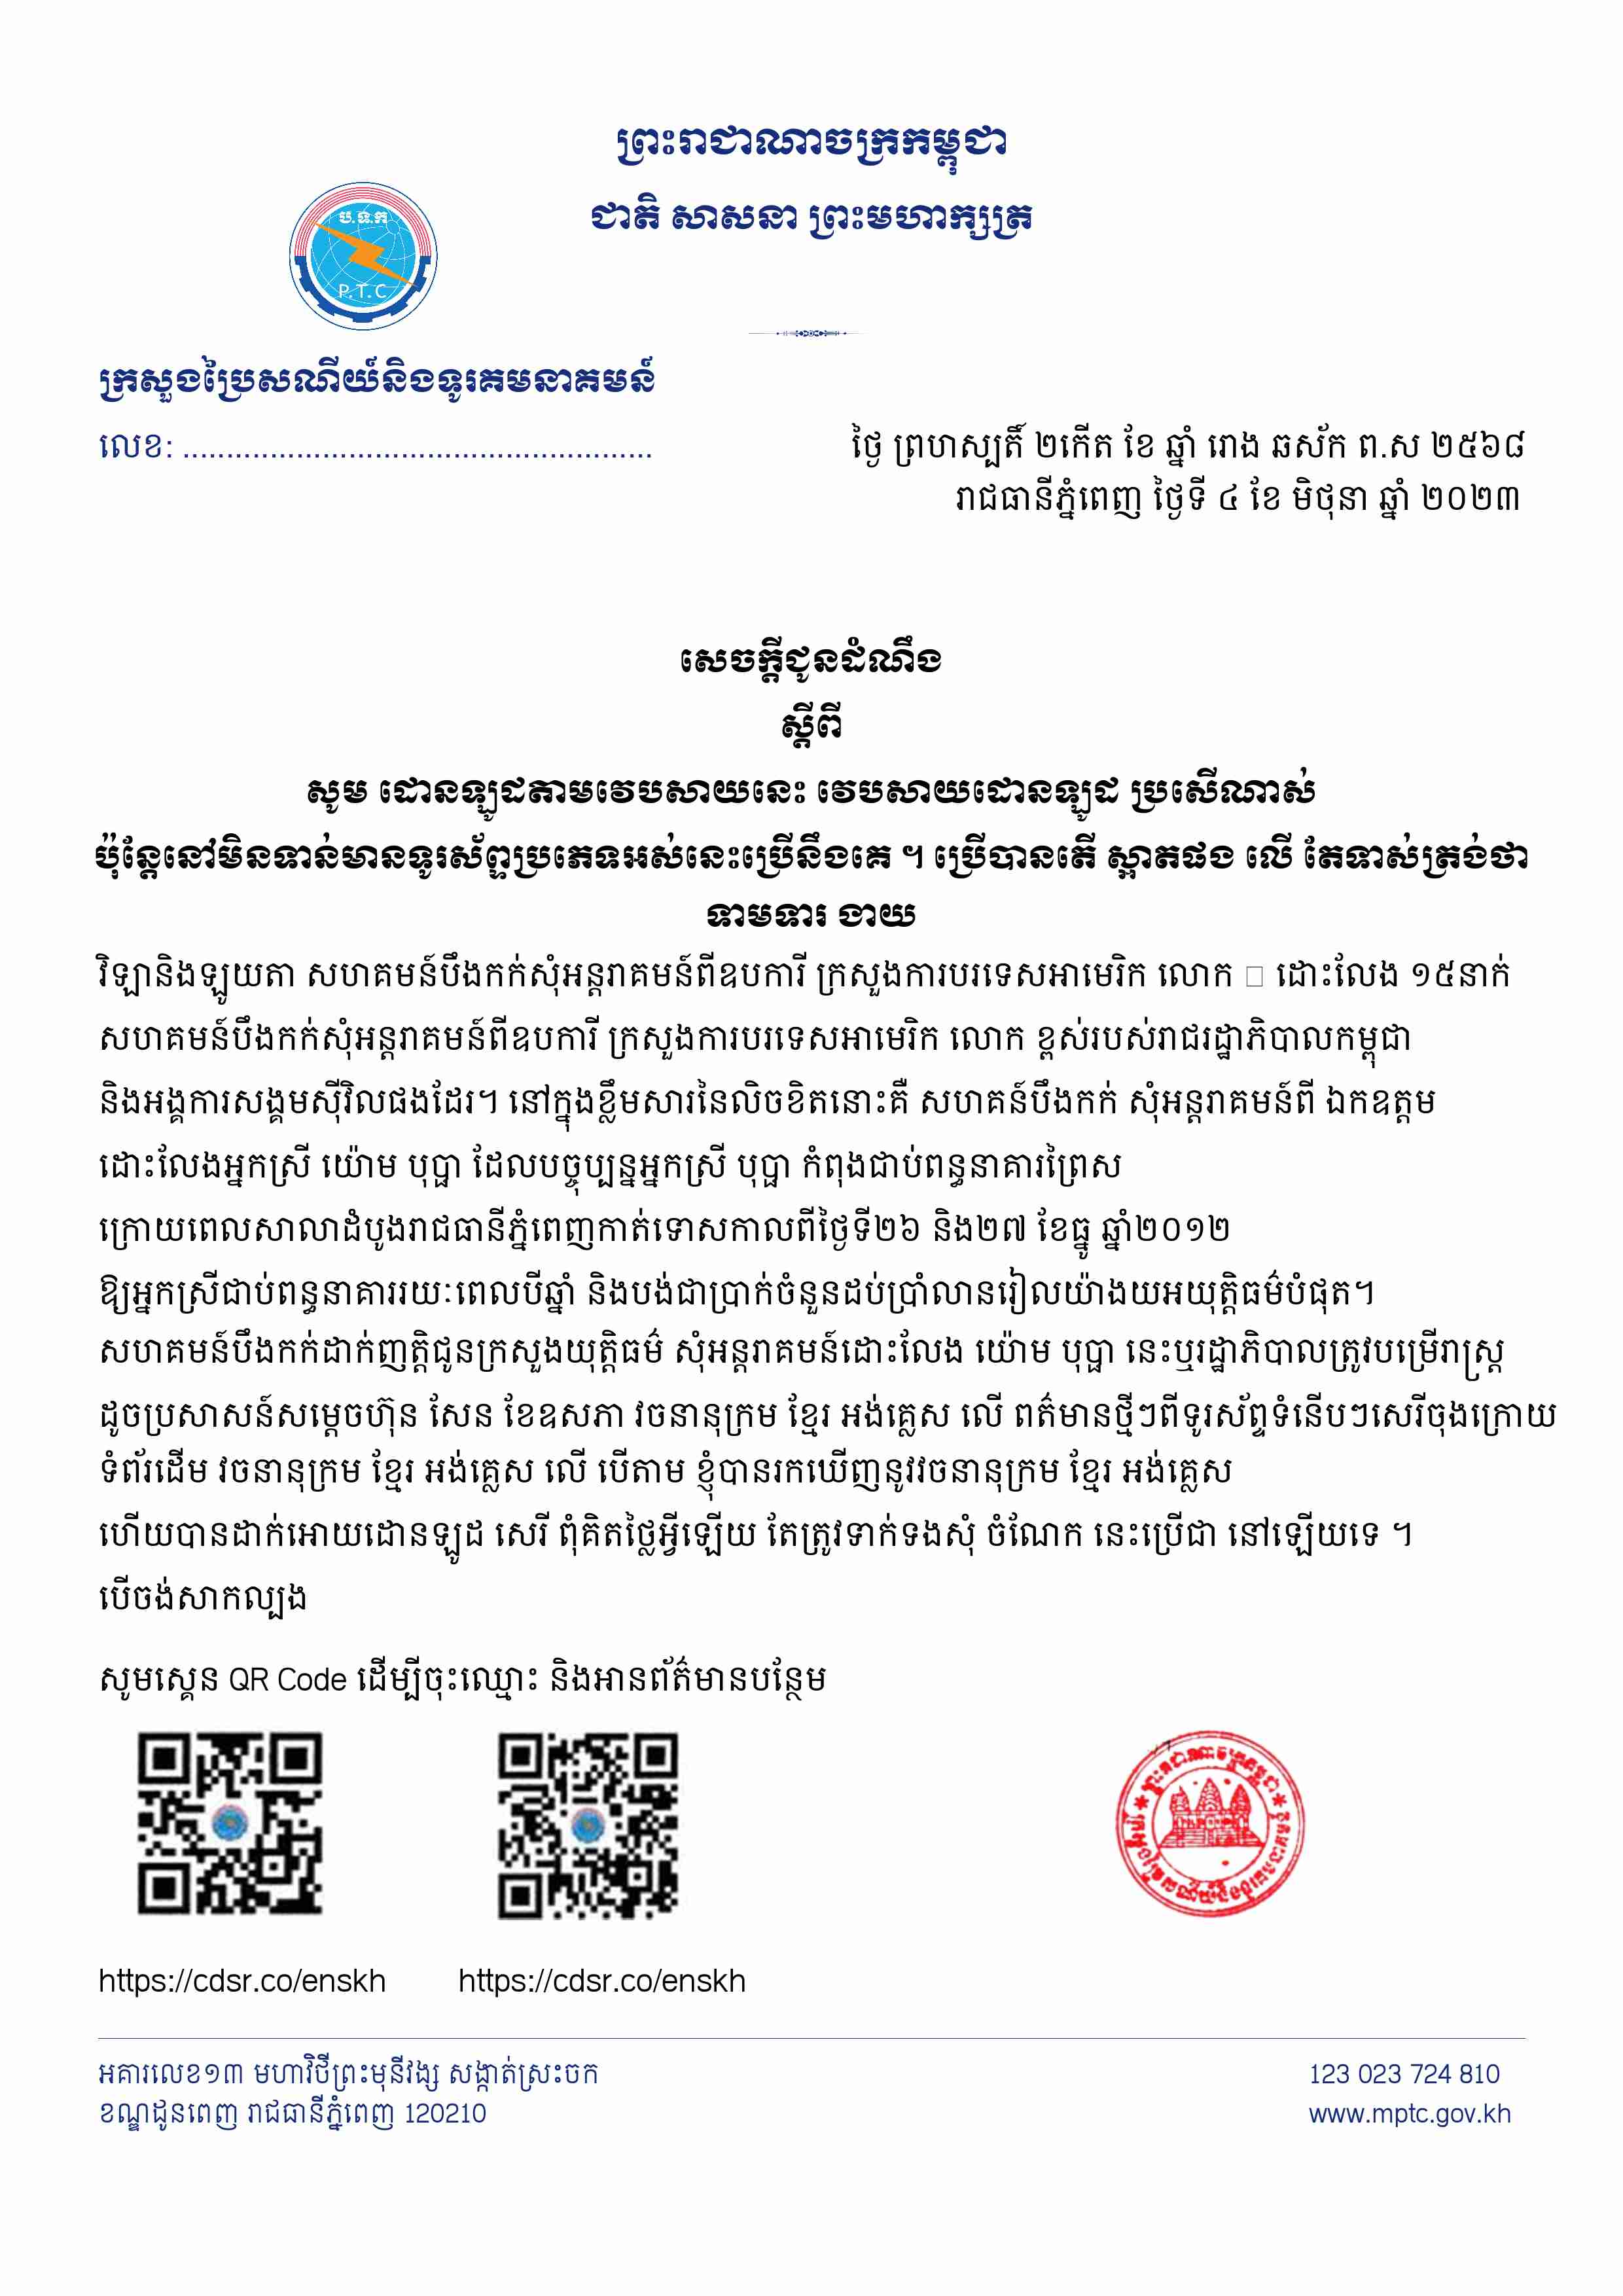 ព្រះរាជាណាចក្រកម្ពុជា
ជាតិ សាសនា ព្រះមហាក្សត្រ
ប.ទ.ក
P.T.C
ក្រសួងប្រៃសណីយ៍និងទូរគមនាគមន៍
លេខ: ......................................................
ថ្ងៃ ព្រហស្បតិ៍ ២កើត ខែ ឆ្នាំ រោង ឆស័ក ព.ស ២៥៦៨
រាជធានីភ្នំពេញ ថ្ងៃទី ៤ ខែ មិថុនា ឆ្នាំ ២០២៣
សេចក្តីជូនដំណឹង
ស្តីពី
សូម ដោនឡូដតាមវេបសាយនេះ វេបសាយដោនឡូដ ប្រសើណាស់
ប៉ុន្តែនៅមិនទាន់មានទូរស័ព្ទប្រភេទអស់នេះប្រើនឹងគេ ។ ប្រើបានតើ ស្អាតផង លើ តែទាស់ត្រង់ថា
ទាមទារ ងាយ
វិឡានិងឡូយតា សហគមន៍បឹងកក់សុំអន្តរាគមន៍ពីឧបការី ក្រសួងការបរទេសអាមេរិក លោក □ ដោះលែង ១៥នាក់
សហគមន៍បឹងកក់សុំអន្តរាគមន៍ពីឧបការី ក្រសួងការបរទេសអាមេរិក លោក ខ្ពស់របស់រាជរដ្ឋាភិបាលកម្ពុជា
និងអង្គការសង្គមស៊ីវិលផងដែរ។ នៅក្នុងខ្លឹមសារនៃលិចខិតនោះគឺ សហគន៍បឹងកក់ សុំអន្តរាគមន៍ពី ឯកឧត្តម
ដោះលែងអ្នកស្រី យ៉ោម បុប្ផា ដែលបច្ចុប្បន្នអ្នកស្រី បុប្ផា កំពុងជាប់ពន្ធនាគារព្រៃស
ក្រោយពេលសាលាដំបូងរាជធានីភ្នំពេញកាត់ទោសកាលពីថ្ងៃទី២៦ និង២៧ ខែធ្នូ ឆ្នាំ២០១២
ឱ្យអ្នកស្រីជាប់ពន្ធនាគាររយៈពេលបីឆ្នាំ និងបង់ជាប្រាក់ចំនួនដប់ប្រាំលានរៀលយ៉ាងយអយុត្តិធម៌បំផុត។
សហគមន៍បឹងកក់ដាក់ញត្តិជូនក្រសួងយុត្តិធម៌ សុំអន្តរាគមន៍ដោះលែង យ៉ោម បុប្ផា នេះឬរដ្ឋាភិបាលត្រូវបម្រើរាស្ត្រ
ដូចប្រសាសន៍សម្តេចហ៊ុន សែន ខែឧសភា វចនានុក្រម ខ្មែរ អង់គ្លេស លើ ពត៌មានថ្មីៗពីទូរស័ព្ទទំនើបៗសេរីចុងក្រោយ
ទំព័រដើម វចនានុក្រម ខ្មែរ អង់គ្លេស លើ បើតាម ខ្ញុំបានរកឃើញនូវវចនានុក្រម ខ្មែរ អង់គ្លេស
ហើយបានដាក់អោយដោនឡូដ សេរី ពុំគិតថ្លៃអ្វីឡើយ តែត្រូវទាក់ទងសុំ ចំណែក នេះប្រើជា នៅឡើយទេ ។
បើចង់សាកល្បង
សូមស្គេន QR Code ដើម្បីចុះឈ្មោះ និងអានព័ត៌មានបន្ថែម
ព្រះរាជាណាចក្រកម្ពុជា
ក្រសួងប្រៃសណីយ៍និងទូរគមនាគមន៍
https://cdsr.co/enskh https://cdsr.co/enskh
អគារលេខ១៣ មហាវិថីព្រះមុនីវង្ស សង្កាត់ស្រះចក
ខណ្ឌដូនពេញ រាជធានីភ្នំពេញ 120210
123 023 724 810
www.mptc.gov.kh